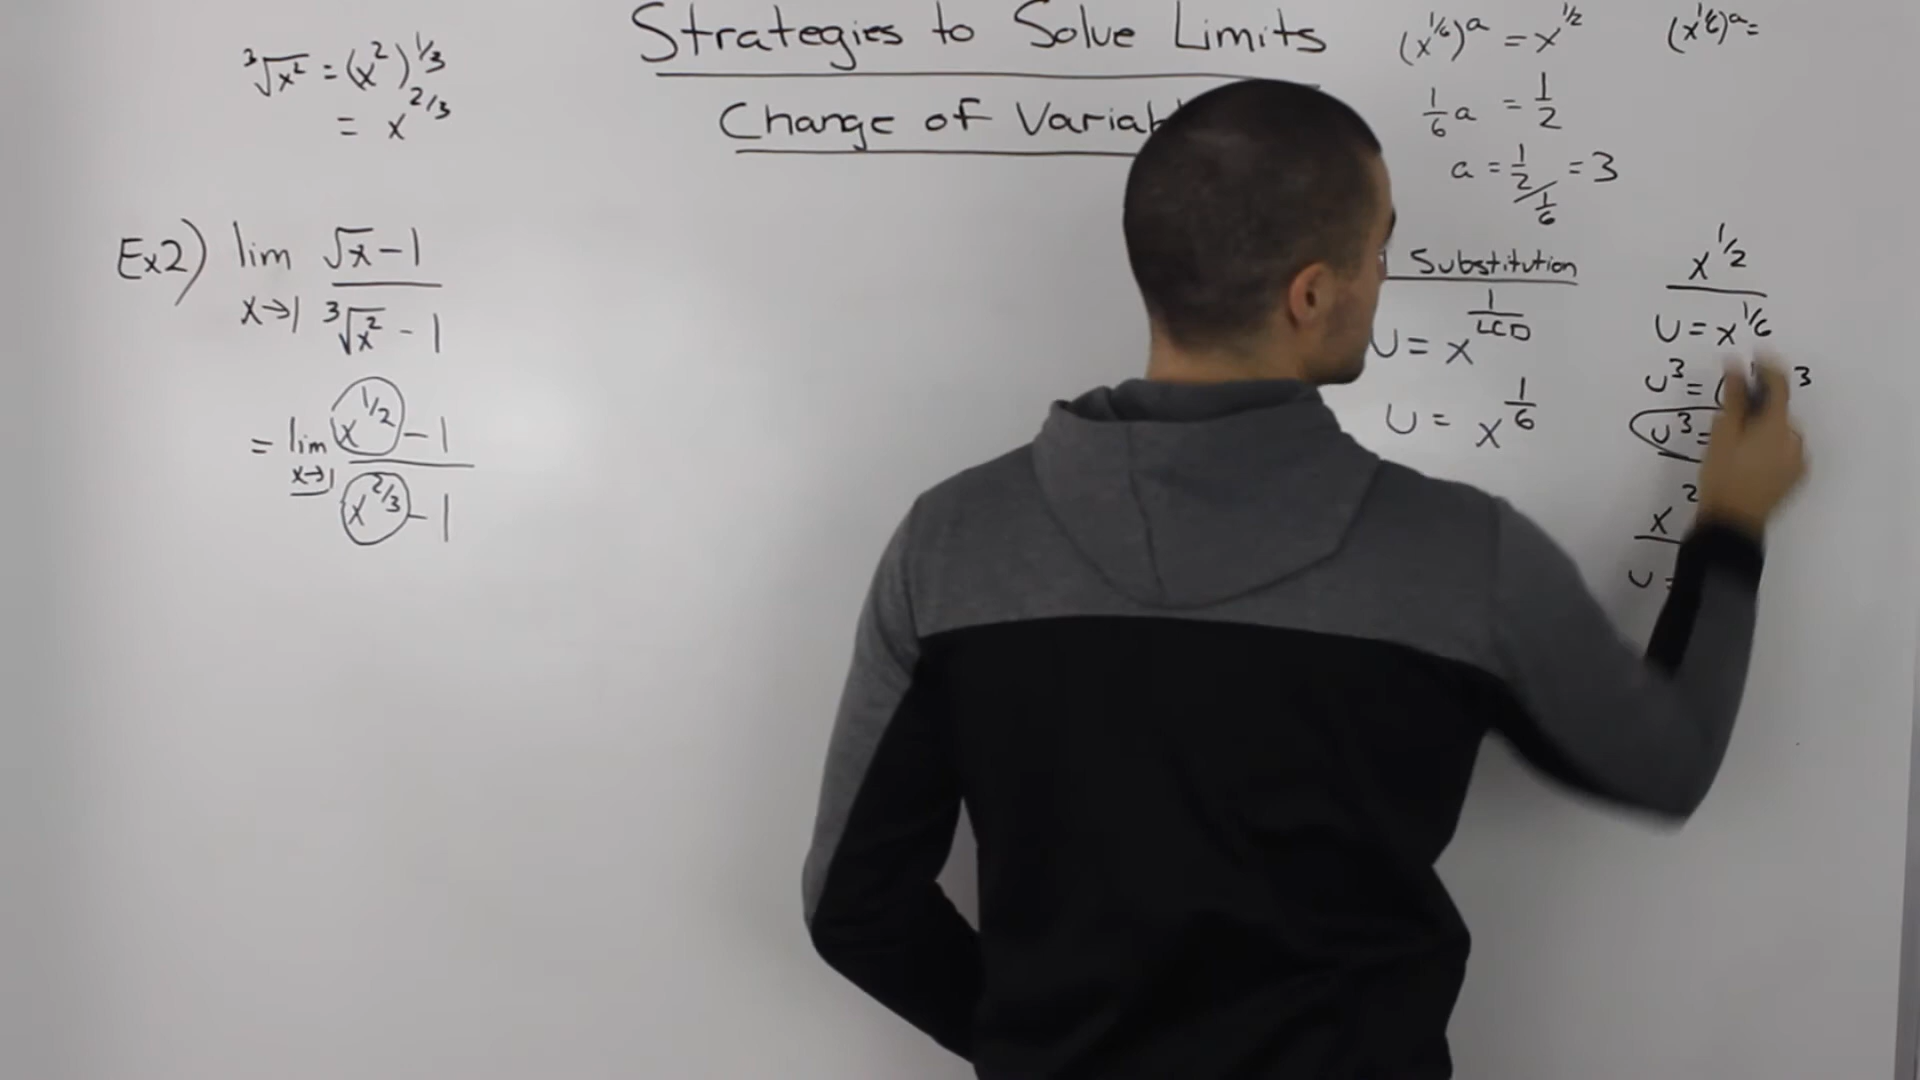 Strategies to Solve Limits
Change of
∛x² = (x²)^1/3
= x^2/3
Ex2) lim x→1 (√x - 1)/(∛x² - 1)
= lim x→1 (x^1/2 - 1)/(x^2/3 - 1)
(x^1/6)^a = x^1/2
1/6 a = 1/2
a = 1/2 / 1/6 = 3
(x^1/6)^a =
Substitution
U = x^1/LCD
U = x^1/6
x^1/2
U = x^1/6
u³ =
u³ =
x²
u =